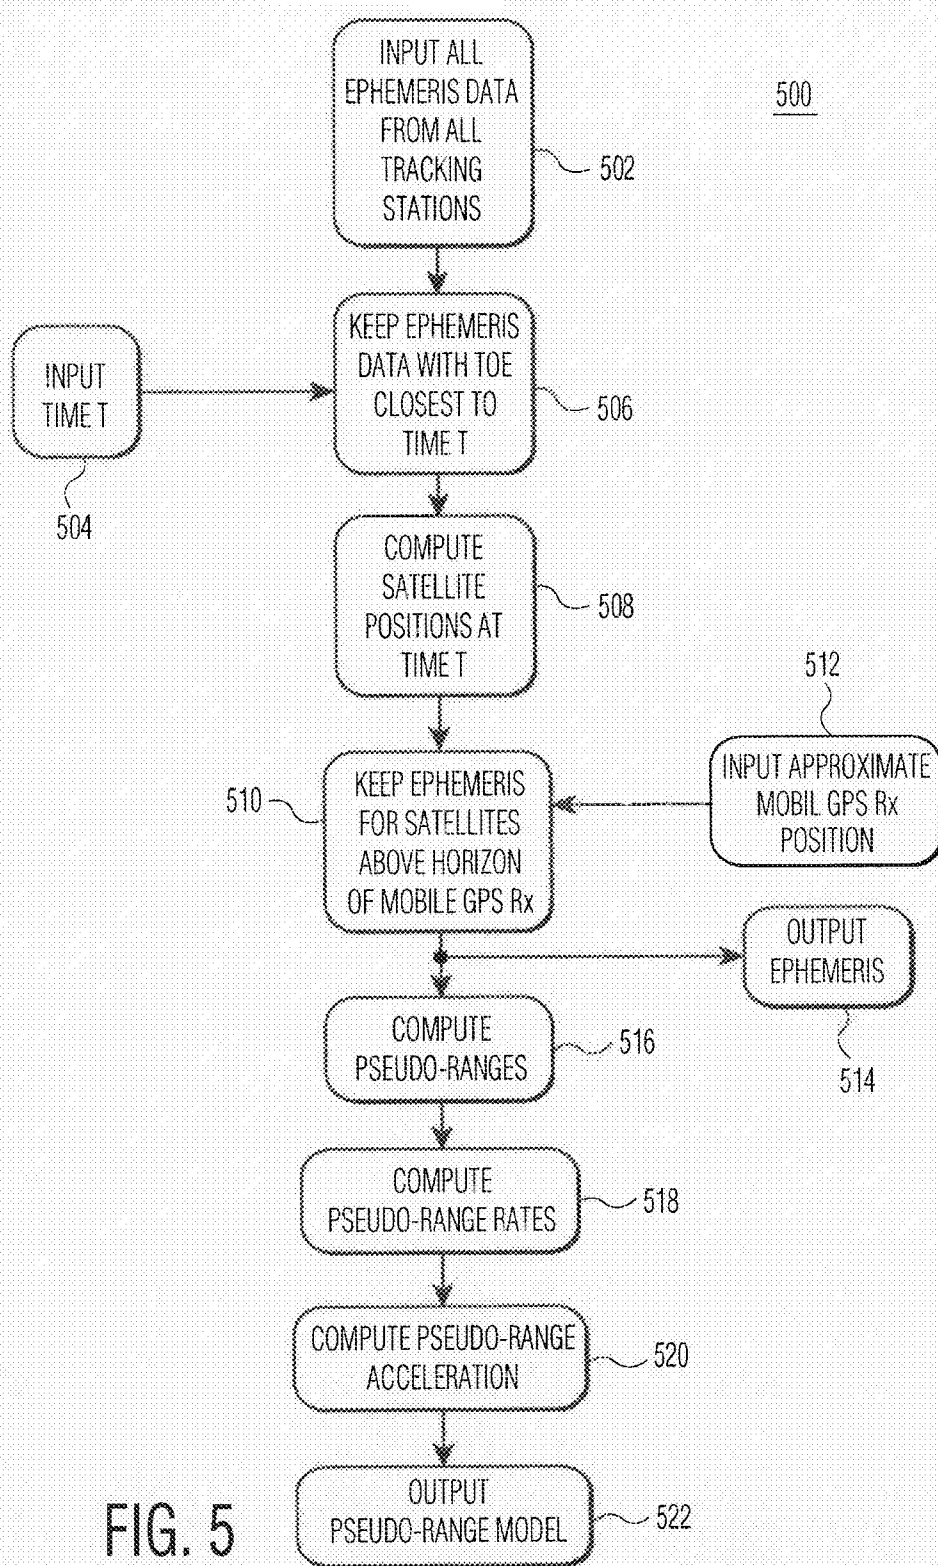 INPUT ALL
EPHEMERIS DATA
FROM ALL
TRACKING
STATIONS
500
502
KEEP EPHEMERIS
DATA WITH TOE
CLOSEST TO
TIME T
INPUT
TIME T
506
504
COMPUTE
SATELLITE
POSITIONS AT
TIME T
508
512
510
KEEP EPHEMERIS
FOR SATELLITES
ABOVE HORIZON
OF MOBILE GPS Rx
INPUT APPROXIMATE
MOBIL GPS Rx
POSITION
OUTPUT
EPHEMERIS
514
COMPUTE
PSEUDO-RANGES
516
COMPUTE
PSEUDO-RANGE RATES
518
COMPUTE PSEUDO-RANGE
ACCELERATION
520
OUTPUT
PSEUDO-RANGE MODEL
522
FIG. 5